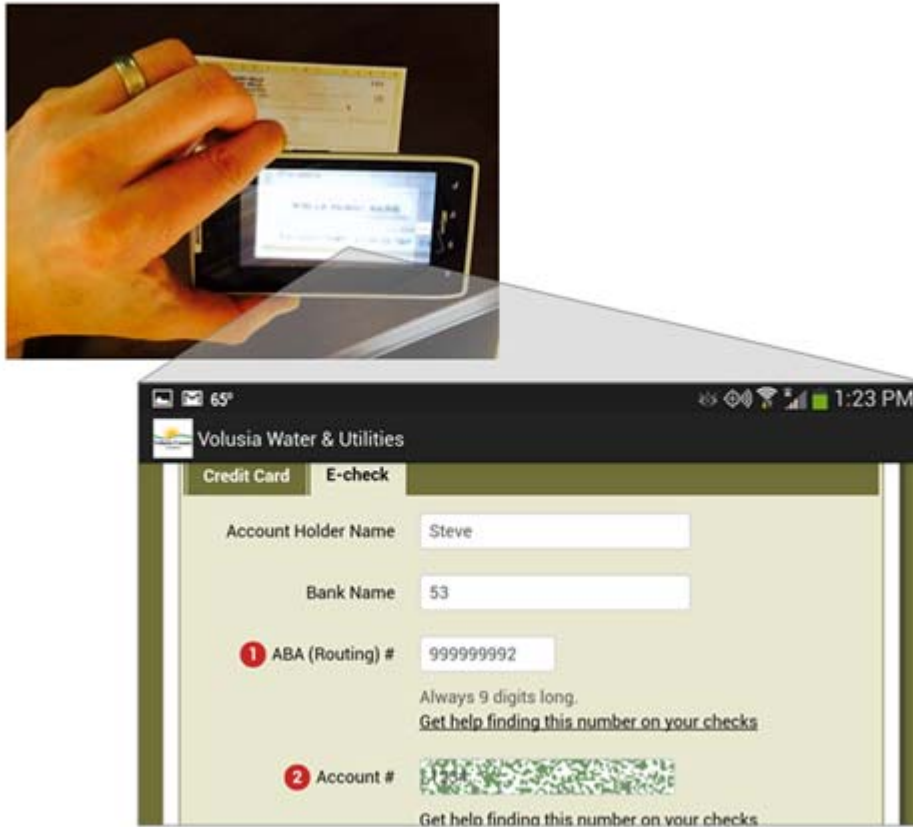 65°
1:23 PM
Volusia Water & Utilities
Credit Card
E-check
Account Holder Name
Steve
Bank Name
53
1 ABA (Routing) #
999999992
Always 9 digits long.
Get help finding this number on your checks
2 Account #
1234
Get help finding this number on your checks